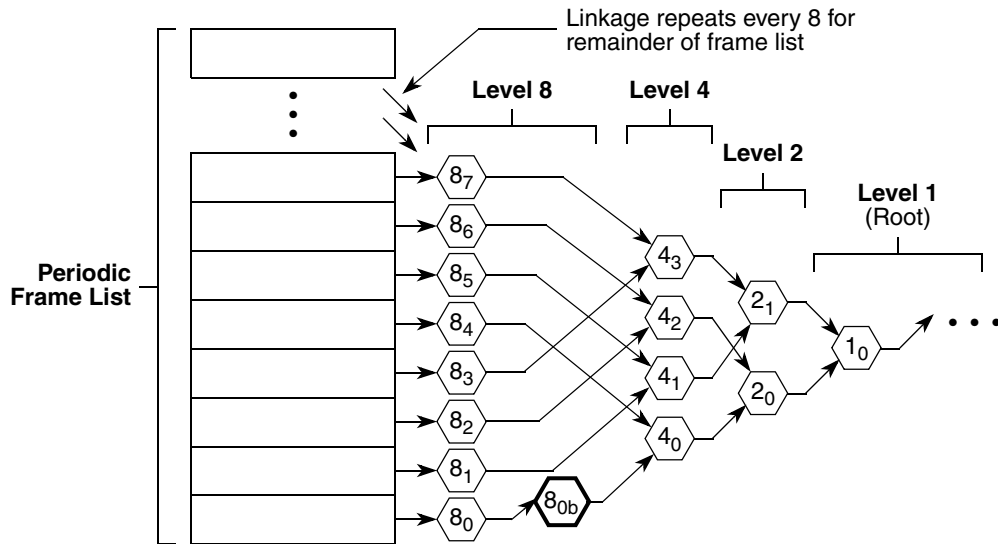 Linkage repeats every 8 for
remainder of frame list
Level 8
Level 4
Level 2
Level 1
(Root)
Periodic
Frame List
8₇
8₆
8₅
8₄
8₃
8₂
8₁
8₀
8₀b
4₃
4₂
4₁
4₀
2₁
2₀
1₀